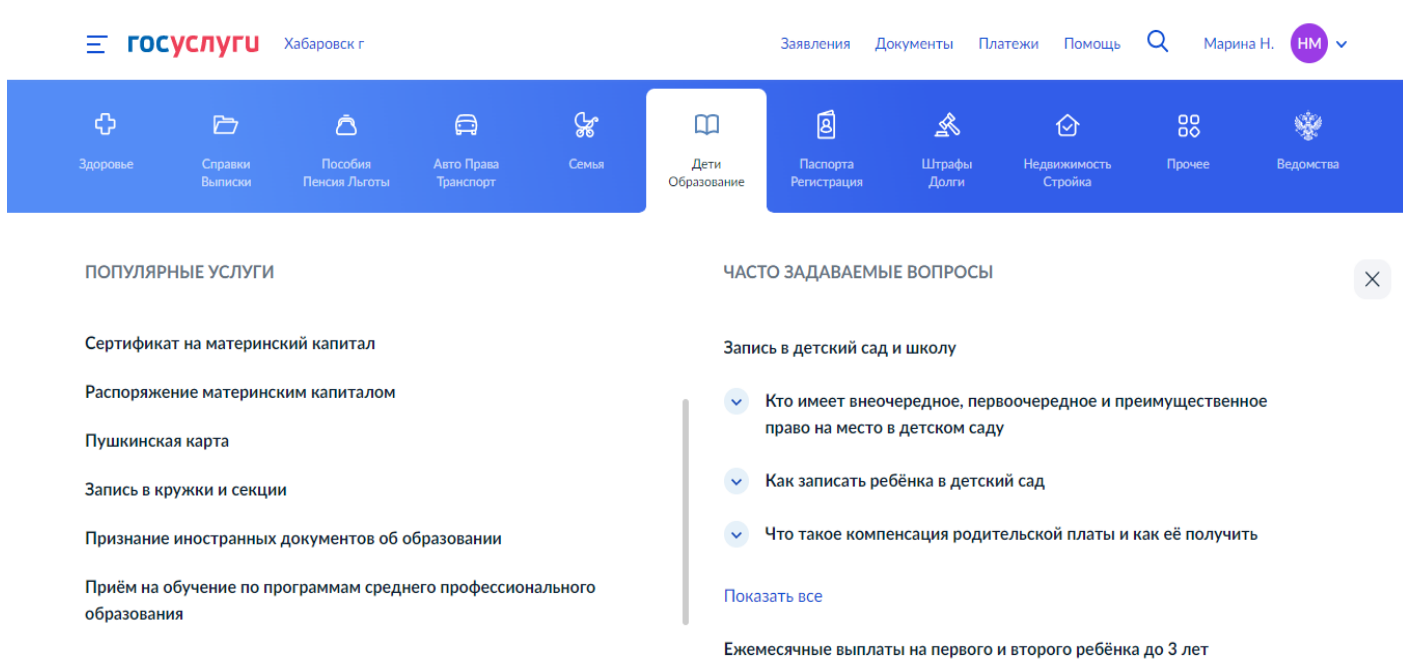 госуслуги Хабаровск г Заявления Документы Платежи Помощь Марина Н. НМ
Здоровье
Справки
Выписки
Пособия
Пенсия Льготы
Авто Права
Транспорт
Семья
Дети
Образование
Паспорта
Регистрация
Штрафы
Долги
Недвижимость
Стройка
Прочее
Ведомства
ПОПУЛЯРНЫЕ УСЛУГИ
Сертификат на материнский капитал
Распоряжение материнским капиталом
Пушкинская карта
Запись в кружки и секции
Признание иностранных документов об образовании
Приём на обучение по программам среднего профессионального
образования
ЧАСТО ЗАДАВАЕМЫЕ ВОПРОСЫ
Запись в детский сад и школу
Кто имеет внеочередное, первоочередное и преимущественное
право на место в детском саду
Как записать ребёнка в детский сад
Что такое компенсация родительской платы и как её получить
Показать все
Ежемесячные выплаты на первого и второго ребёнка до 3 лет